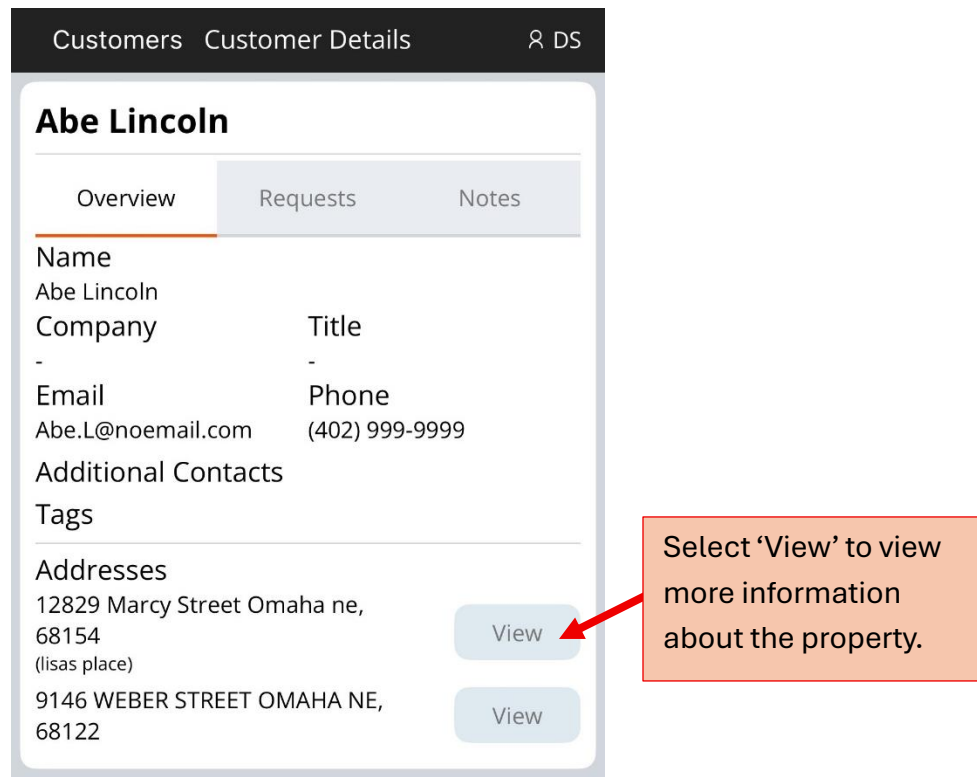 Customers Customer Details DS
Abe Lincoln
Overview Requests Notes
Name
Abe Lincoln
Company Title
- -
Email Phone
Abe.L@noemail.com (402) 999-9999
Additional Contacts
Tags
Addresses
12829 Marcy Street Omaha ne,
68154
(lisas place)
View
9146 WEBER STREET OMAHA NE,
68122
View
Select ‘View’ to view
more information
about the property.